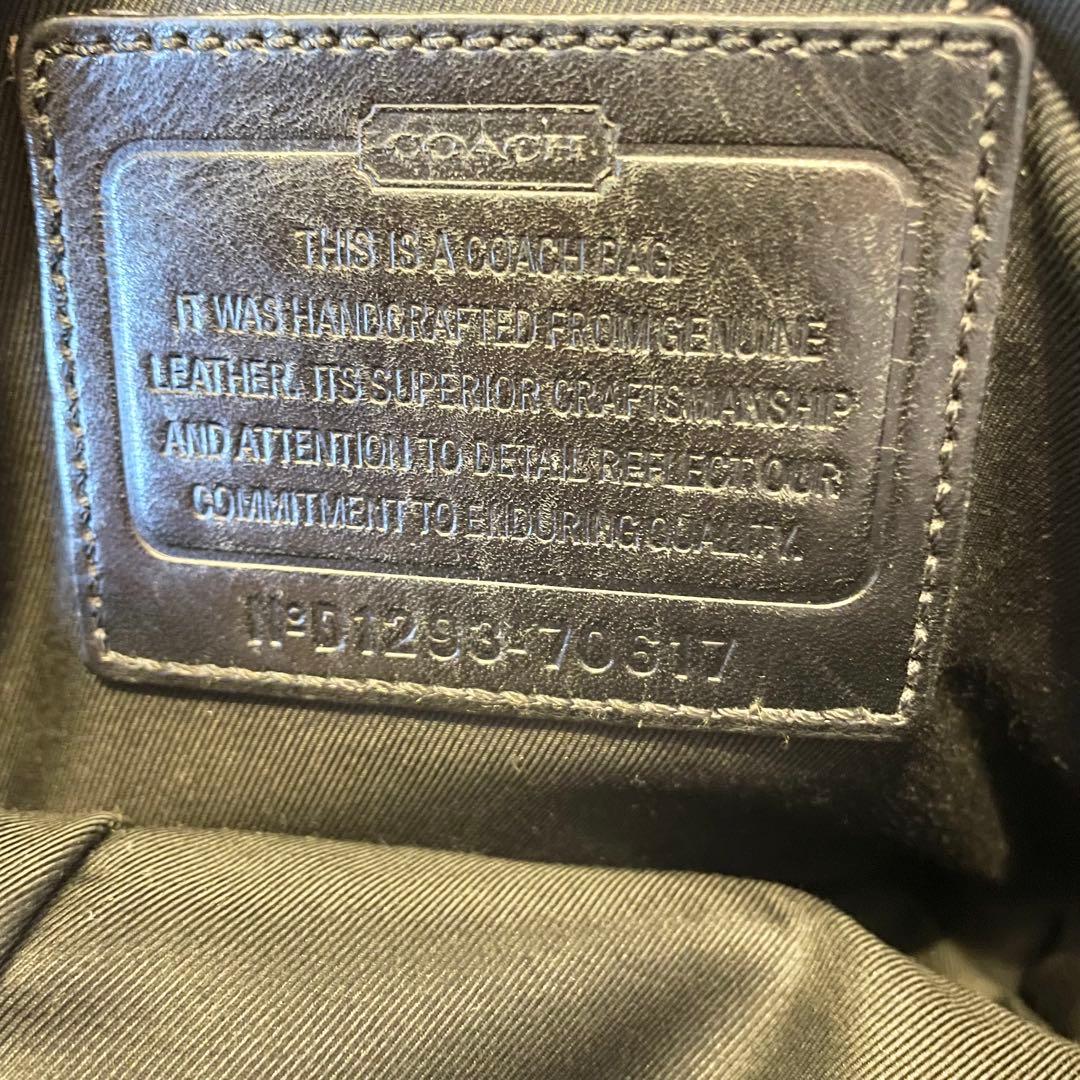 COACH
THIS IS A COACH BAG.
IT WAS HANDCRAFTED FROM GENUINE
LEATHER. ITS SUPERIOR CRAFTSMANSHIP
AND ATTENTION TO DETAIL REFLECT OUR
COMMITMENT TO ENDURING QUALITY.
Nº D1293-70617